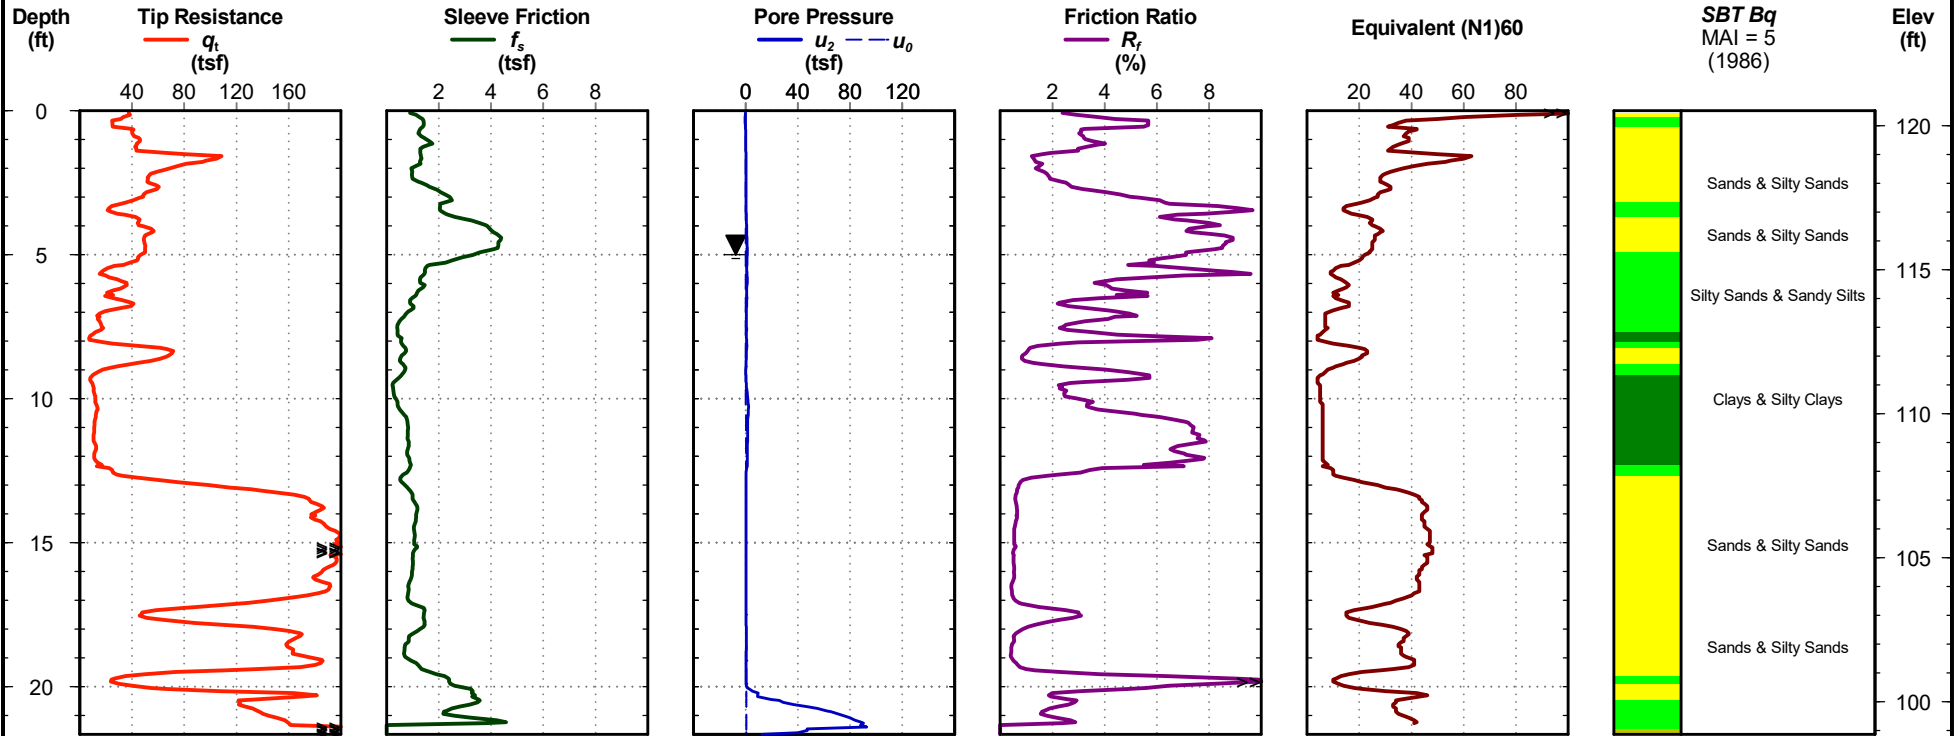 Depth
(ft)
Tip Resistance
qt
(tsf)
Sleeve Friction
fs
(tsf)
Pore Pressure
u2 u0
(tsf)
Friction Ratio
Rf
(%)
Equivalent (N1)60
SBT Bq
MAI = 5
(1986)
Elev
(ft)
40 80 120 160
2 4 6 8
0 40 80 120
2 4 6 8
20 40 60 80
0
5
10
15
20
Sands & Silty Sands
Sands & Silty Sands
Silty Sands & Sandy Silts
Clays & Silty Clays
Sands & Silty Sands
Sands & Silty Sands
120
115
110
105
100